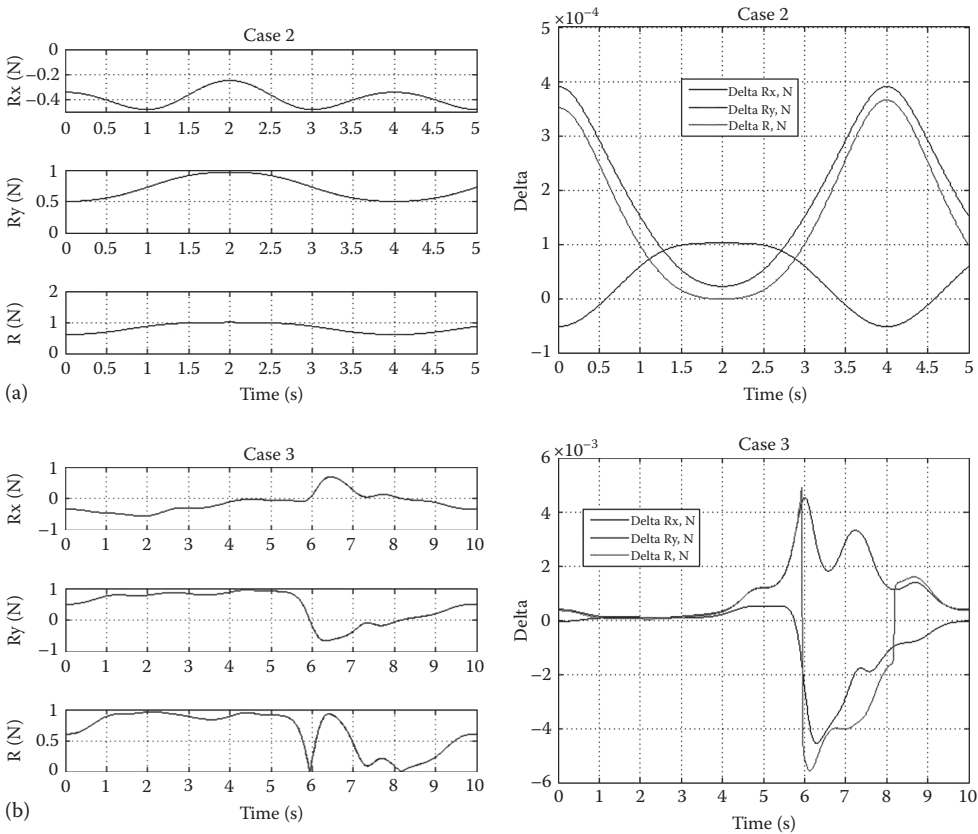 Case 2
Rx (N)
0
−0.2
−0.4
0 0.5 1 1.5 2 2.5 3 3.5 4 4.5 5
Ry (N)
1
0.5
0
0 0.5 1 1.5 2 2.5 3 3.5 4 4.5 5
R (N)
2
1
0
0 0.5 1 1.5 2 2.5 3 3.5 4 4.5 5
Time (s)
(a)
Case 2
×10−4
Delta
5
4
3
2
1
0
−1
Delta Rx, N
Delta Ry, N
Delta R, N
0 0.5 1 1.5 2 2.5 3 3.5 4 4.5 5
Time (s)
Case 3
Rx (N)
1
0
−1
0 1 2 3 4 5 6 7 8 9 10
Ry (N)
1
0
−1
0 1 2 3 4 5 6 7 8 9 10
R (N)
1
0.5
0
0 1 2 3 4 5 6 7 8 9 10
Time (s)
(b)
Case 3
×10−3
Delta
6
4
2
0
−2
−4
−6
Delta Rx, N
Delta Ry, N
Delta R, N
0 1 2 3 4 5 6 7 8 9 10
Time (s)